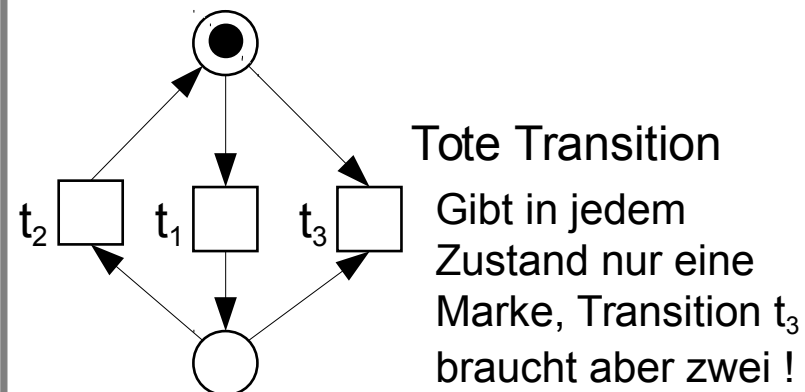 Tote Transition
t₂
t₁
t₃
Gibt in jedem
Zustand nur eine
Marke, Transition t₃
braucht aber zwei !